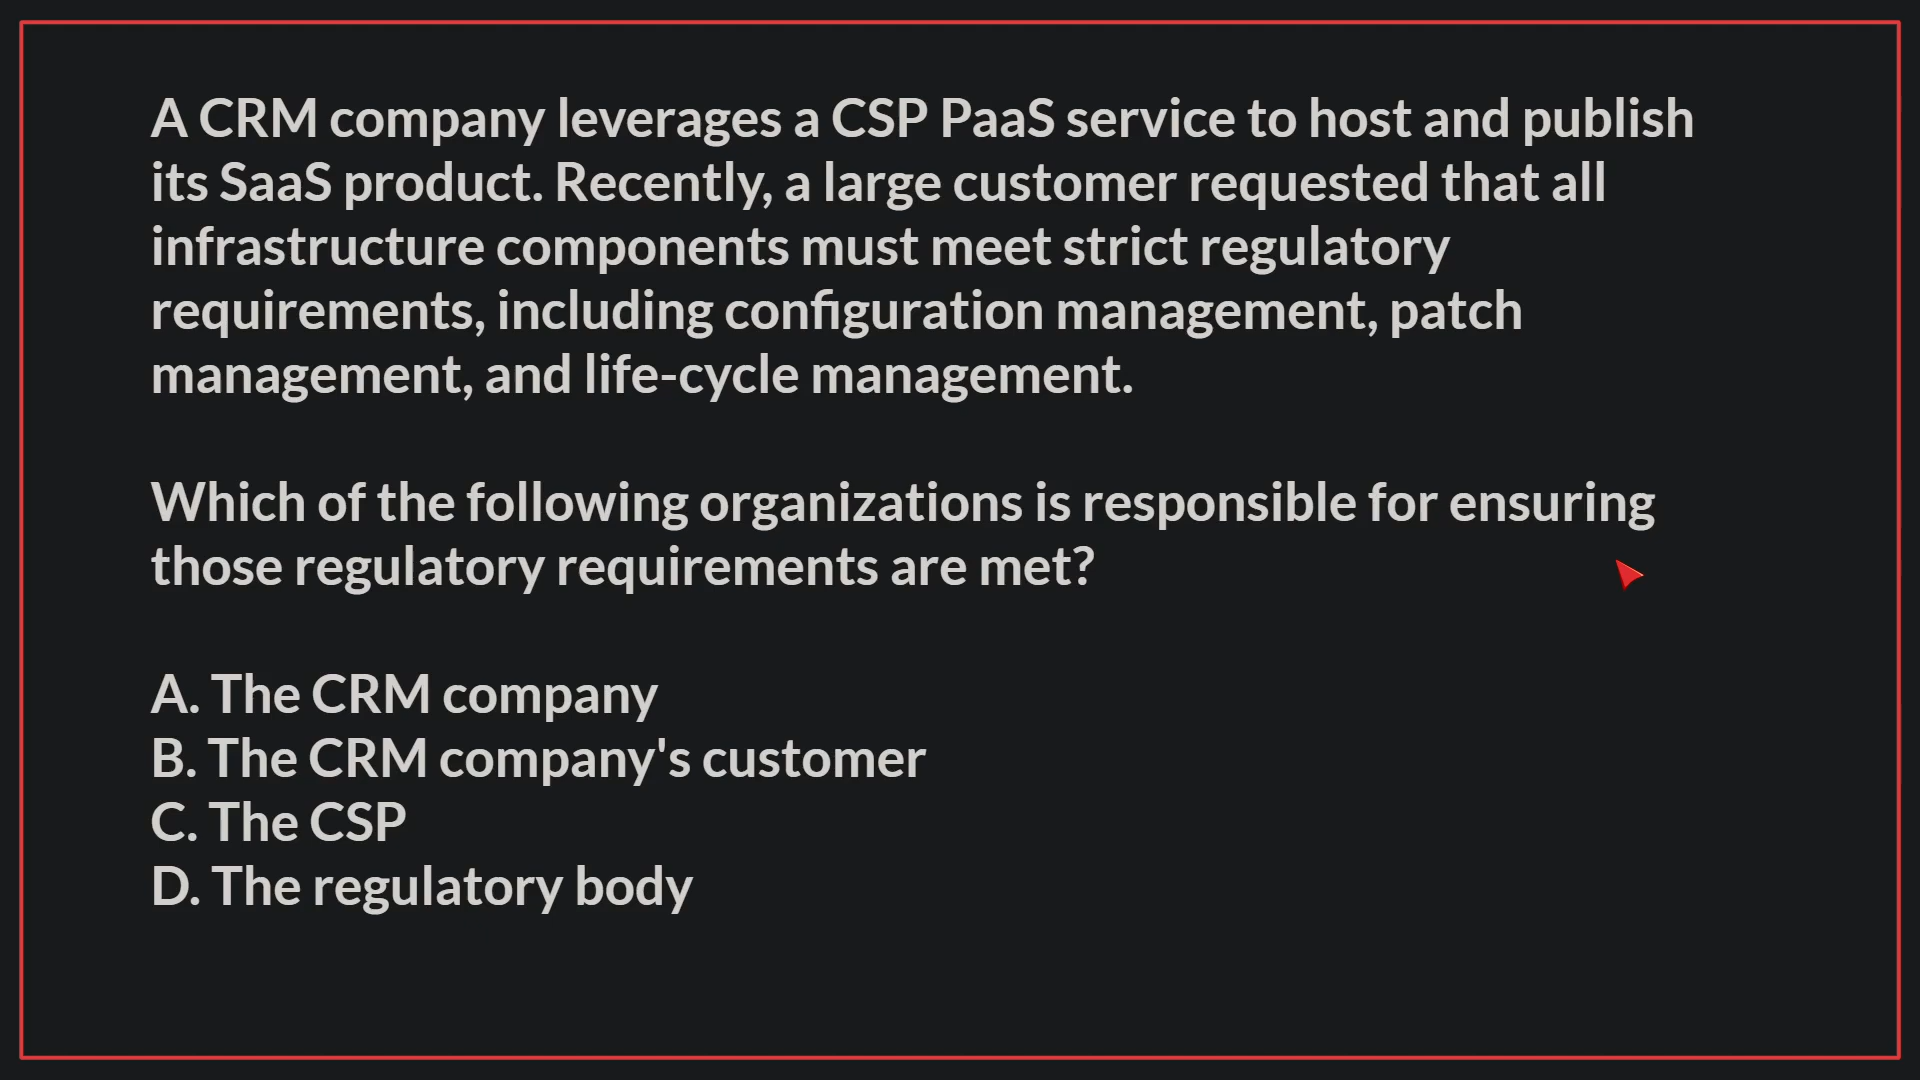 A CRM company leverages a CSP PaaS service to host and publish
its SaaS product. Recently, a large customer requested that all
infrastructure components must meet strict regulatory
requirements, including configuration management, patch
management, and life-cycle management.
Which of the following organizations is responsible for ensuring
those regulatory requirements are met?
A. The CRM company
B. The CRM company's customer
C. The CSP
D. The regulatory body